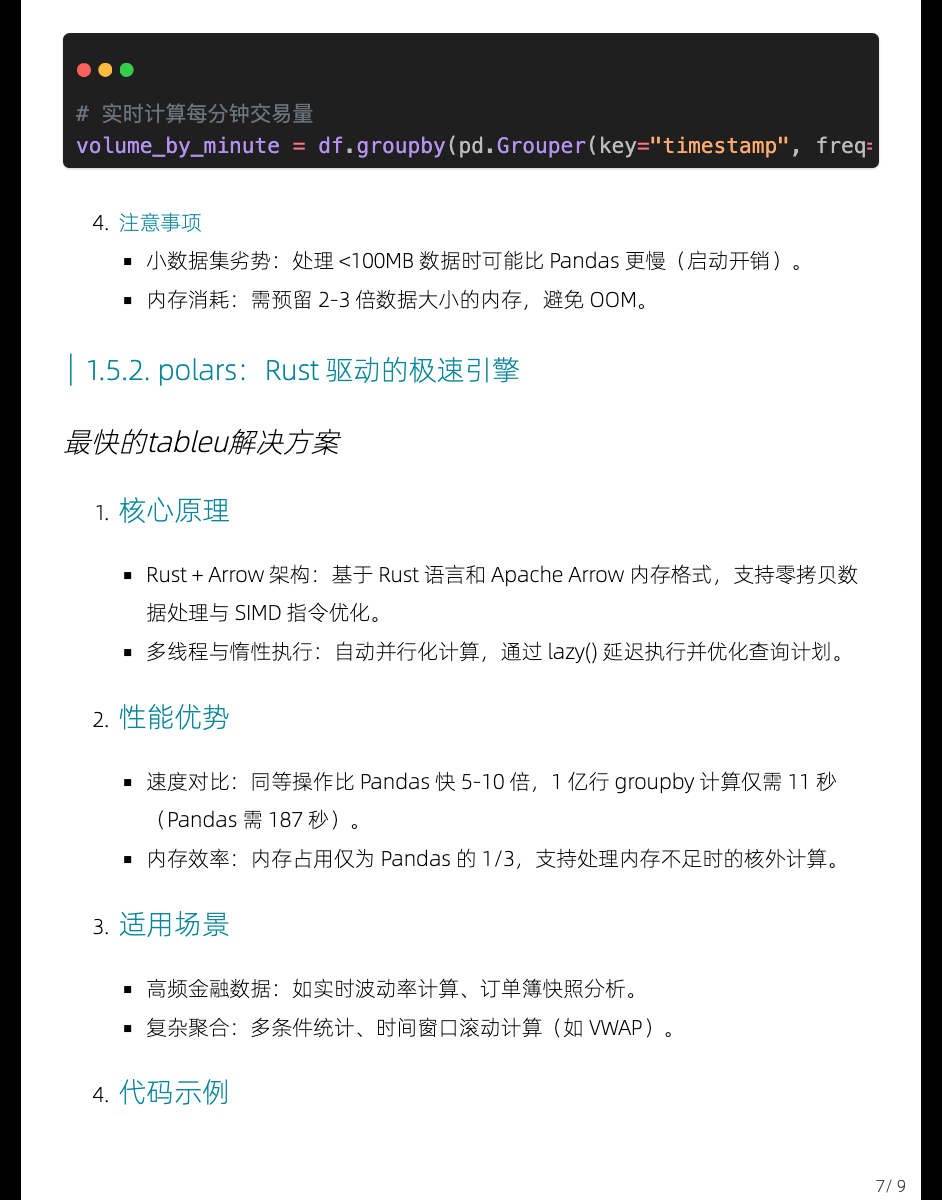 # 实时计算每分钟交易量
volume_by_minute = df.groupby(pd.Grouper(key="timestamp", freq=
4. 注意事项
▪ 小数据集劣势：处理 <100MB 数据时可能比 Pandas 更慢（启动开销）。
▪ 内存消耗：需预留 2-3 倍数据大小的内存，避免 OOM。
1.5.2. polars：Rust 驱动的极速引擎
最快的tableu解决方案
1. 核心原理
▪ Rust + Arrow 架构：基于 Rust 语言和 Apache Arrow 内存格式，支持零拷贝数
据处理与 SIMD 指令优化。
▪ 多线程与惰性执行：自动并行化计算，通过 lazy() 延迟执行并优化查询计划。
2. 性能优势
▪ 速度对比：同等操作比 Pandas 快 5-10 倍，1 亿行 groupby 计算仅需 11 秒
（Pandas 需 187 秒）。
▪ 内存效率：内存占用仅为 Pandas 的 1/3，支持处理内存不足时的核外计算。
3. 适用场景
▪ 高频金融数据：如实时波动率计算、订单簿快照分析。
▪ 复杂聚合：多条件统计、时间窗口滚动计算（如 VWAP）。
4. 代码示例
7/ 9